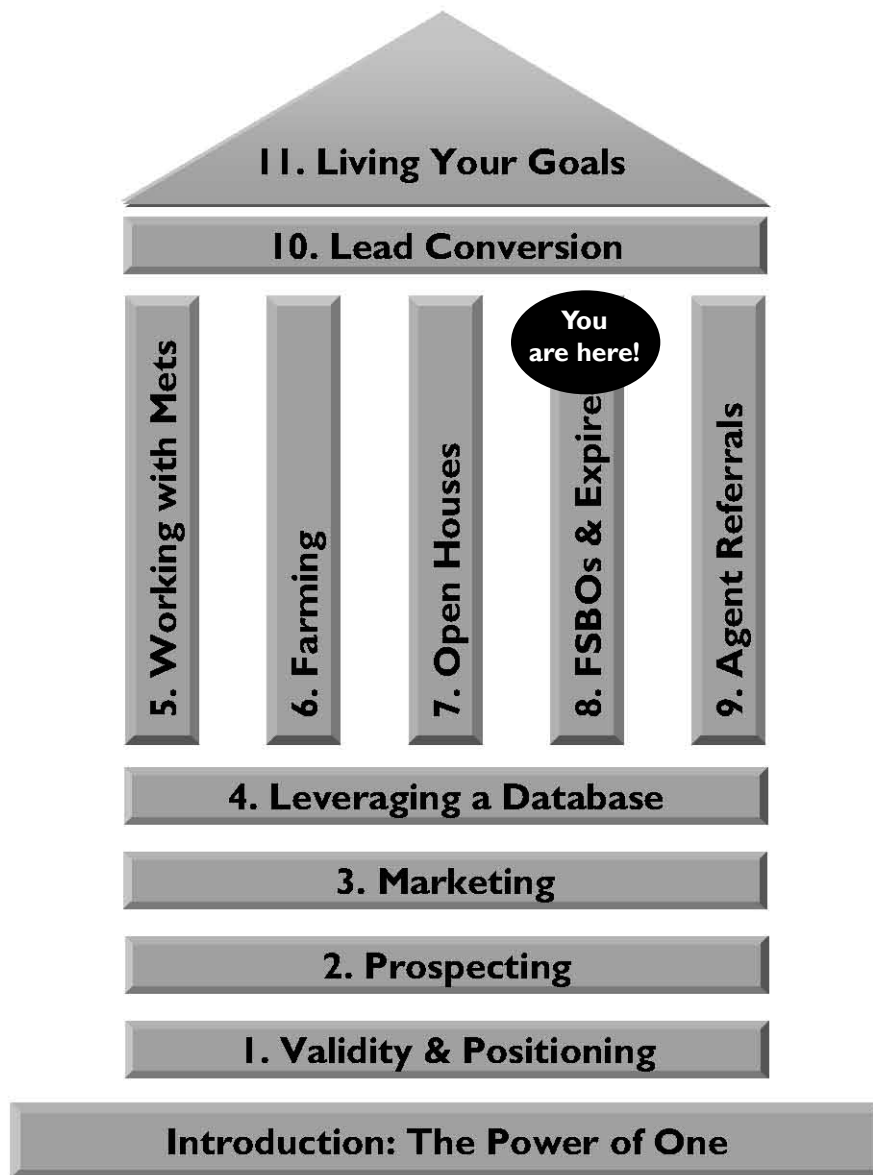 11. Living Your Goals
10. Lead Conversion
You
are here!
5. Working with Mets
6. Farming
7. Open Houses
8. FSBOs & Expire
9. Agent Referrals
4. Leveraging a Database
3. Marketing
2. Prospecting
1. Validity & Positioning
Introduction: The Power of One